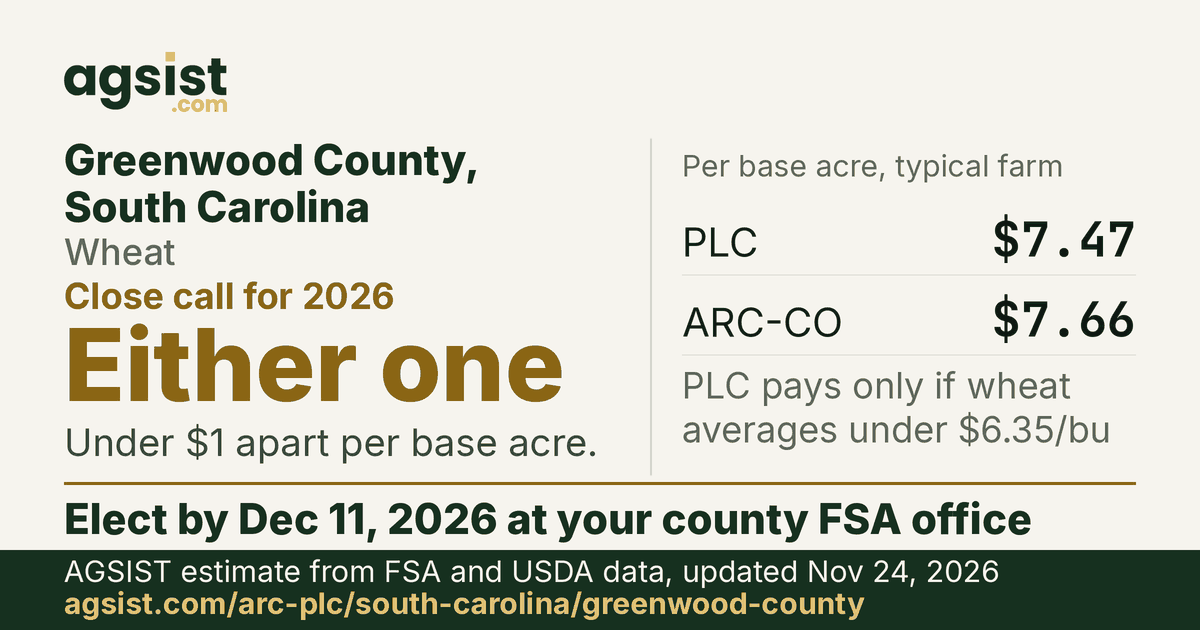 agsist
.com
Greenwood County,
South Carolina
Wheat
Close call for 2026
Either one
Under $1 apart per base acre.
Per base acre, typical farm
PLC $7.47
ARC-CO $7.66
PLC pays only if wheat
averages under $6.35/bu
Elect by Dec 11, 2026 at your county FSA office
AGSIST estimate from FSA and USDA data, updated Nov 24, 2026
agsist.com/arc-plc/south-carolina/greenwood-county